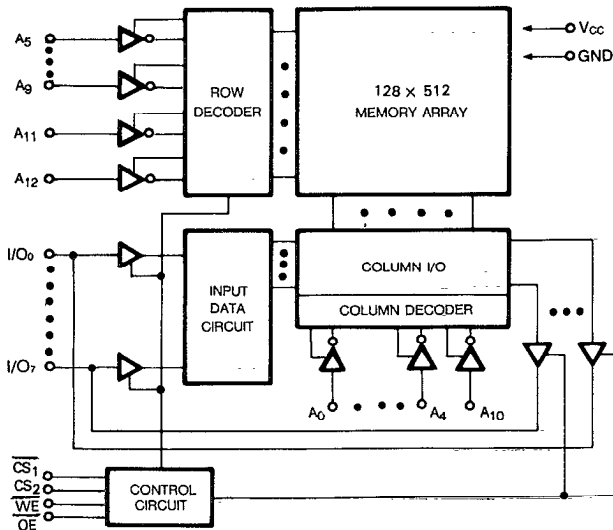 A5
A9
A11
A12
ROW
DECODER
128 × 512
MEMORY ARRAY
VCC
GND
I/O0
I/O7
INPUT
DATA
CIRCUIT
COLUMN I/O
COLUMN DECODER
A0
A4
A10
CS1
CS2
WE
OE
CONTROL
CIRCUIT